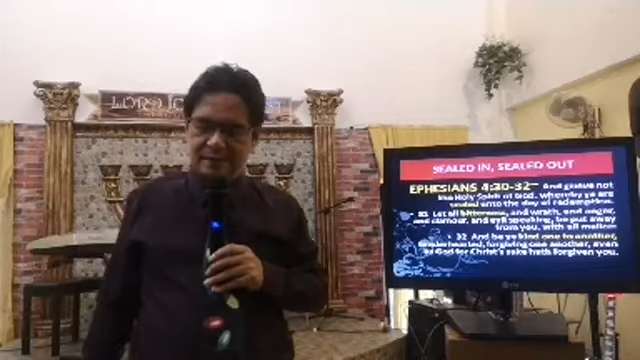 LORD
SEALED IN, SEALED OUT
EPHESIANS 4:30-32 And grieve not
the Holy Spirit of God, whereby ye are
sealed unto the day of redemption.
31 Let all bitterness, and wrath, and anger,
and clamour, and evil speaking, be put away
from you, with all malice:
32 And be ye kind one to another,
tenderhearted, forgiving one another, even
as God for Christ's sake hath forgiven you.
LG